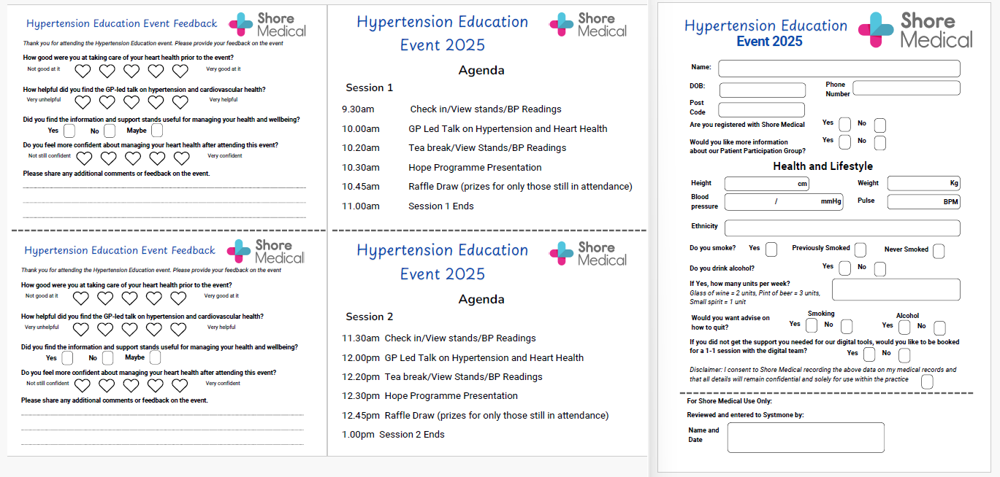 Hypertension Education Event Feedback
Shore
Medical
Thank you for attending the Hypertension Education event. Please provide your feedback on the event
How good were you at taking care of your heart health prior to the event?
Not good at it Very good at it
How helpful did you find the GP-led talk on hypertension and cardiovascular health?
Very unhelpful Very helpful
Did you find the information and support stands useful for managing your health and wellbeing?
Yes No Maybe
Do you feel more confident about managing your heart health after attending this event?
Not still confident Very confident
Please share any additional comments or feedback on the event.
Hypertension Education Event Feedback
Shore
Medical
Thank you for attending the Hypertension Education event. Please provide your feedback on the event
How good were you at taking care of your heart health prior to the event?
Not good at it Very good at it
How helpful did you find the GP-led talk on hypertension and cardiovascular health?
Very unhelpful Very helpful
Did you find the information and support stands useful for managing your health and wellbeing?
Yes No Maybe
Do you feel more confident about managing your heart health after attending this event?
Not still confident Very confident
Please share any additional comments or feedback on the event.
Hypertension Education
Event 2025
Shore
Medical
Agenda
Session 1
9.30am Check in/View stands/BP Readings
10.00am GP Led Talk on Hypertension and Heart Health
10.20am Tea break/View Stands/BP Readings
10.30am Hope Programme Presentation
10.45am Raffle Draw (prizes for only those still in attendance)
11.00am Session 1 Ends
Hypertension Education
Event 2025
Shore
Medical
Agenda
Session 2
11.30am Check in/View stands/BP Readings
12.00pm GP Led Talk on Hypertension and Heart Health
12.20pm Tea break/View Stands/BP Readings
12.30pm Hope Programme Presentation
12.45pm Raffle Draw (prizes for only those still in attendance)
1.00pm Session 2 Ends
Hypertension Education
Event 2025
Shore
Medical
Name:
DOB:
Phone
Number
Post
Code
Are you registered with Shore Medical Yes No
Would you like more information
about our Patient Participation Group? Yes No
Health and Lifestyle
Height cm Weight Kg
Blood
pressure / mmHg Pulse BPM
Ethnicity
Do you smoke? Yes Previously Smoked Never Smoked
Do you drink alcohol? Yes No
If Yes, how many units per week?
Glass of wine = 2 units, Pint of beer = 3 units,
Small spirit = 1 unit
Smoking Alcohol
Would you want advise on
how to quit? Yes No Yes No
If you did not get the support you needed for our digital tools, would you like to be booked
for a 1-1 session with the digital team? Yes No
Disclaimer: I consent to Shore Medical recording the above data on my medical records and
that all details will remain confidential and solely for use within the practice
For Shore Medical Use Only:
Reviewed and entered to Systmone by:
Name and
Date